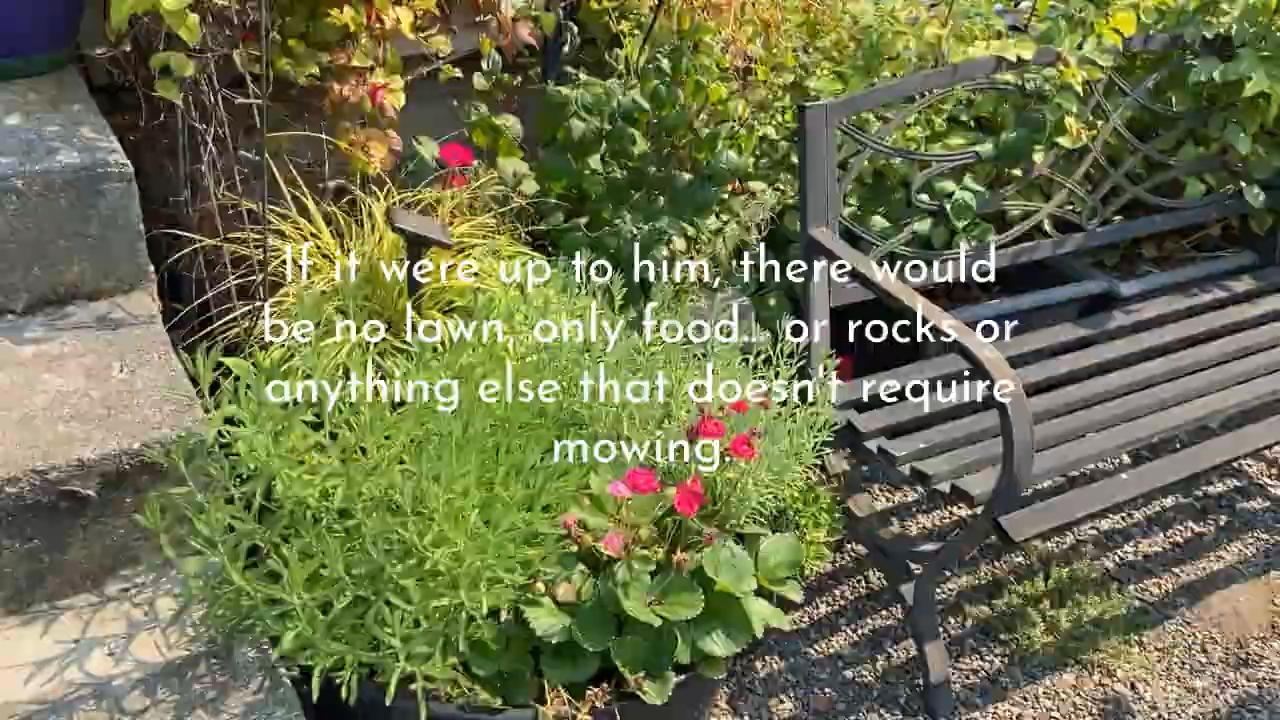 If it were up to him, there would
be no lawn, only food... or rocks or
anything else that doesn't require
mowing.